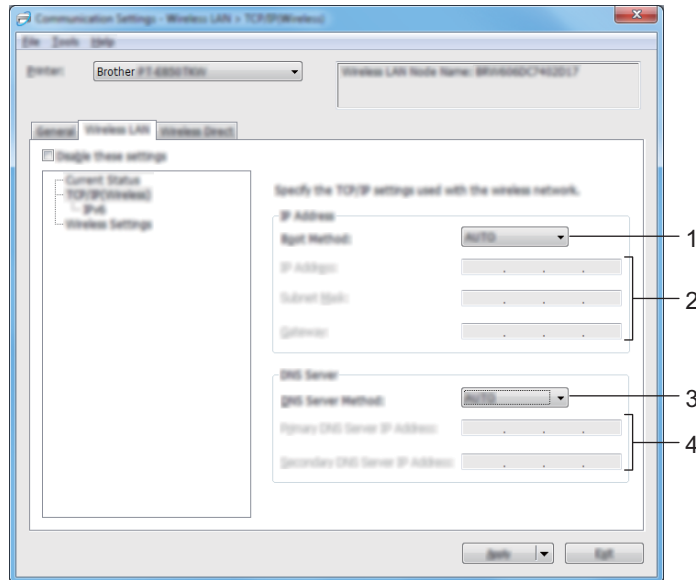 Communication Settings - Wireless LAN > TCP/IP(Wireless)
File Tools Help
Printer: Brother
Wireless LAN Node Name:
General Wireless LAN Wireless Direct
Disable these settings
Current Status
TCP/IP(Wireless)
IPv6
Wireless Settings
Specify the TCP/IP settings used with the wireless network.
IP Address
Boot Method: AUTO 1
IP Address: . . .
Subnet Mask: . . . 2
Gateway: . . .
DNS Server
DNS Server Method: AUTO 3
Primary DNS Server IP Address: . . .
4
Secondary DNS Server IP Address: . . .
Apply Exit